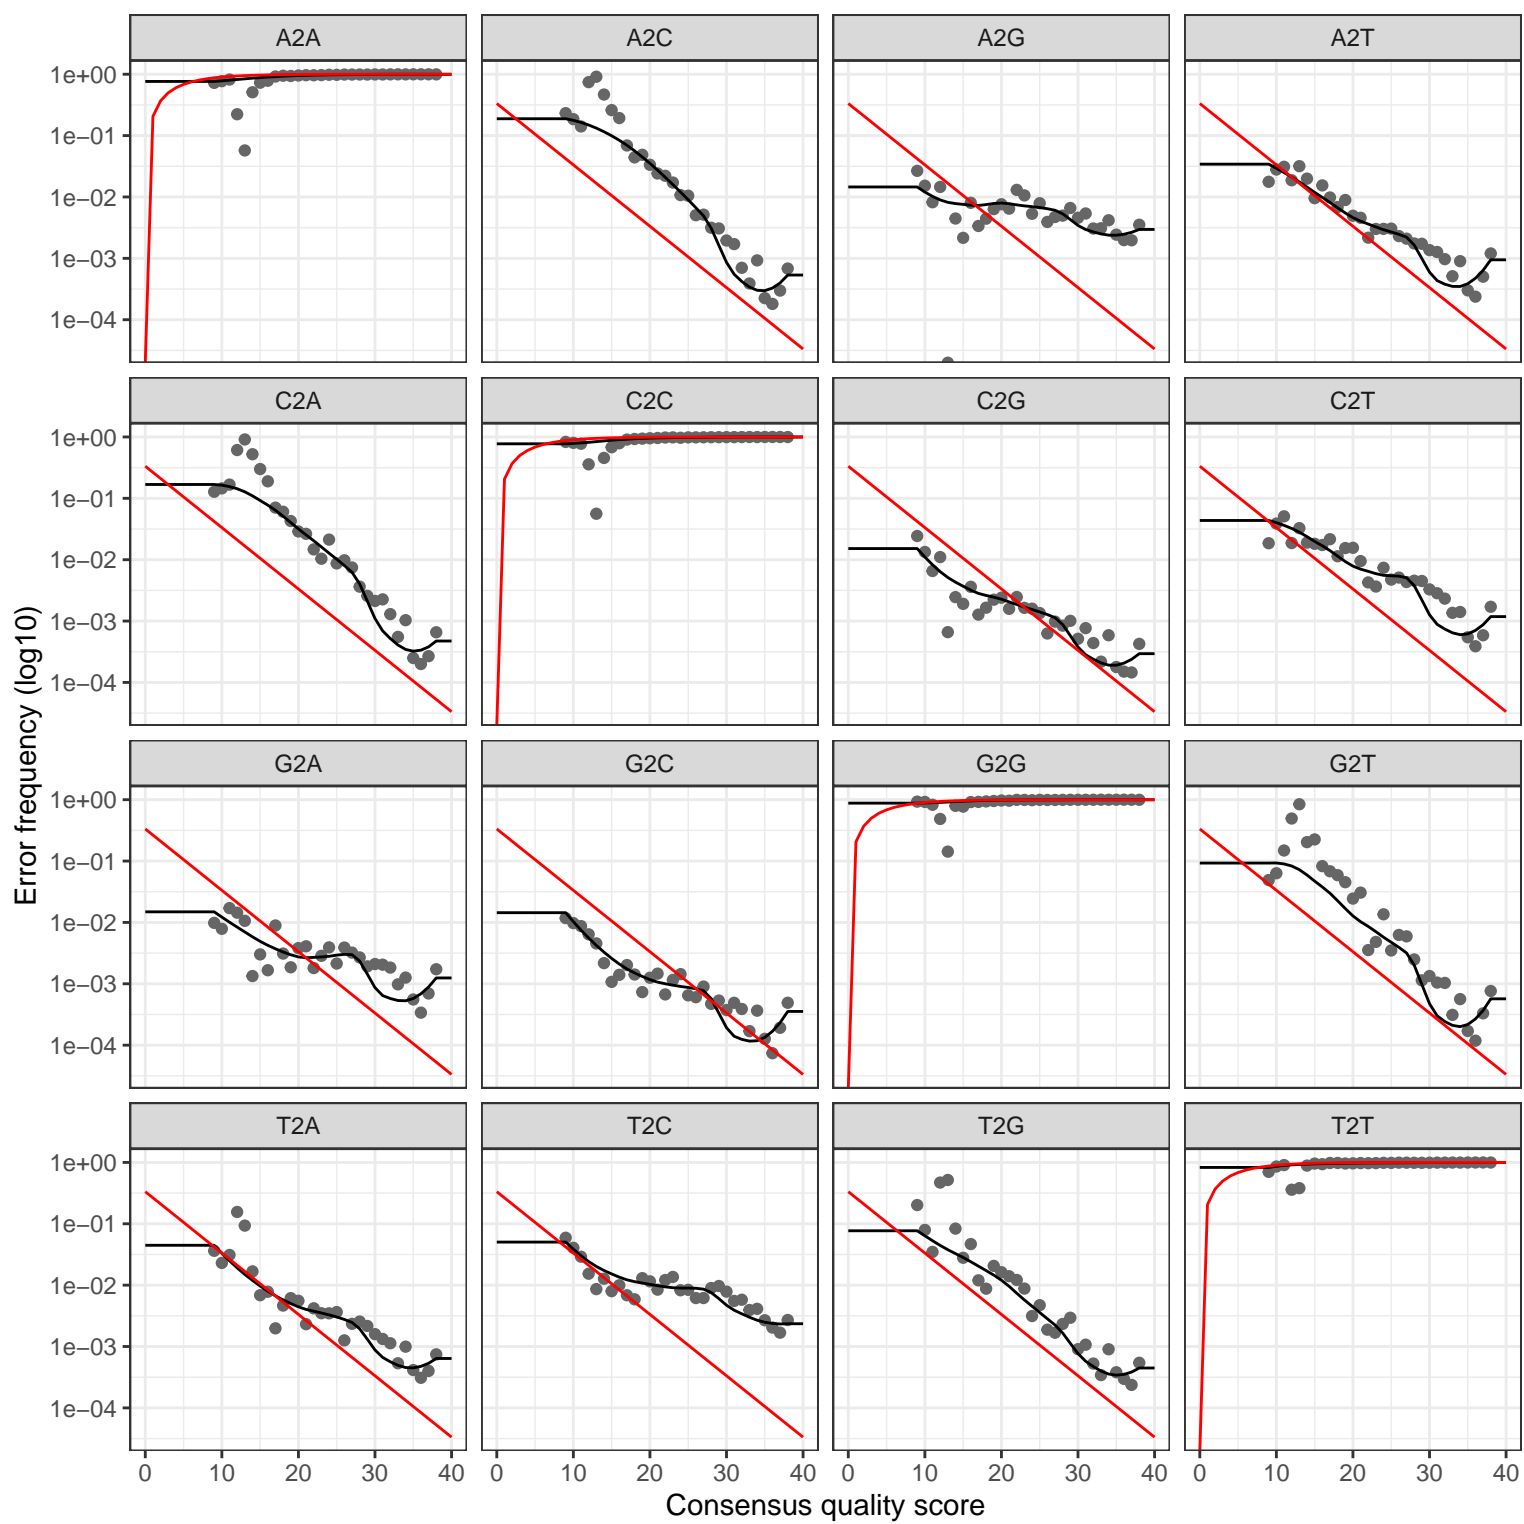 A2A A2C A2G A2T
1e+00
1e−01
1e−02
1e−03
1e−04
C2A C2C C2G C2T
1e+00
1e−01
1e−02
1e−03
1e−04
Error frequency (log10)
G2A G2C G2G G2T
1e+00
1e−01
1e−02
1e−03
1e−04
T2A T2C T2G T2T
1e+00
1e−01
1e−02
1e−03
1e−04
0 10 20 30 40 0 10 20 30 40 0 10 20 30 40 0 10 20 30 40
Consensus quality score